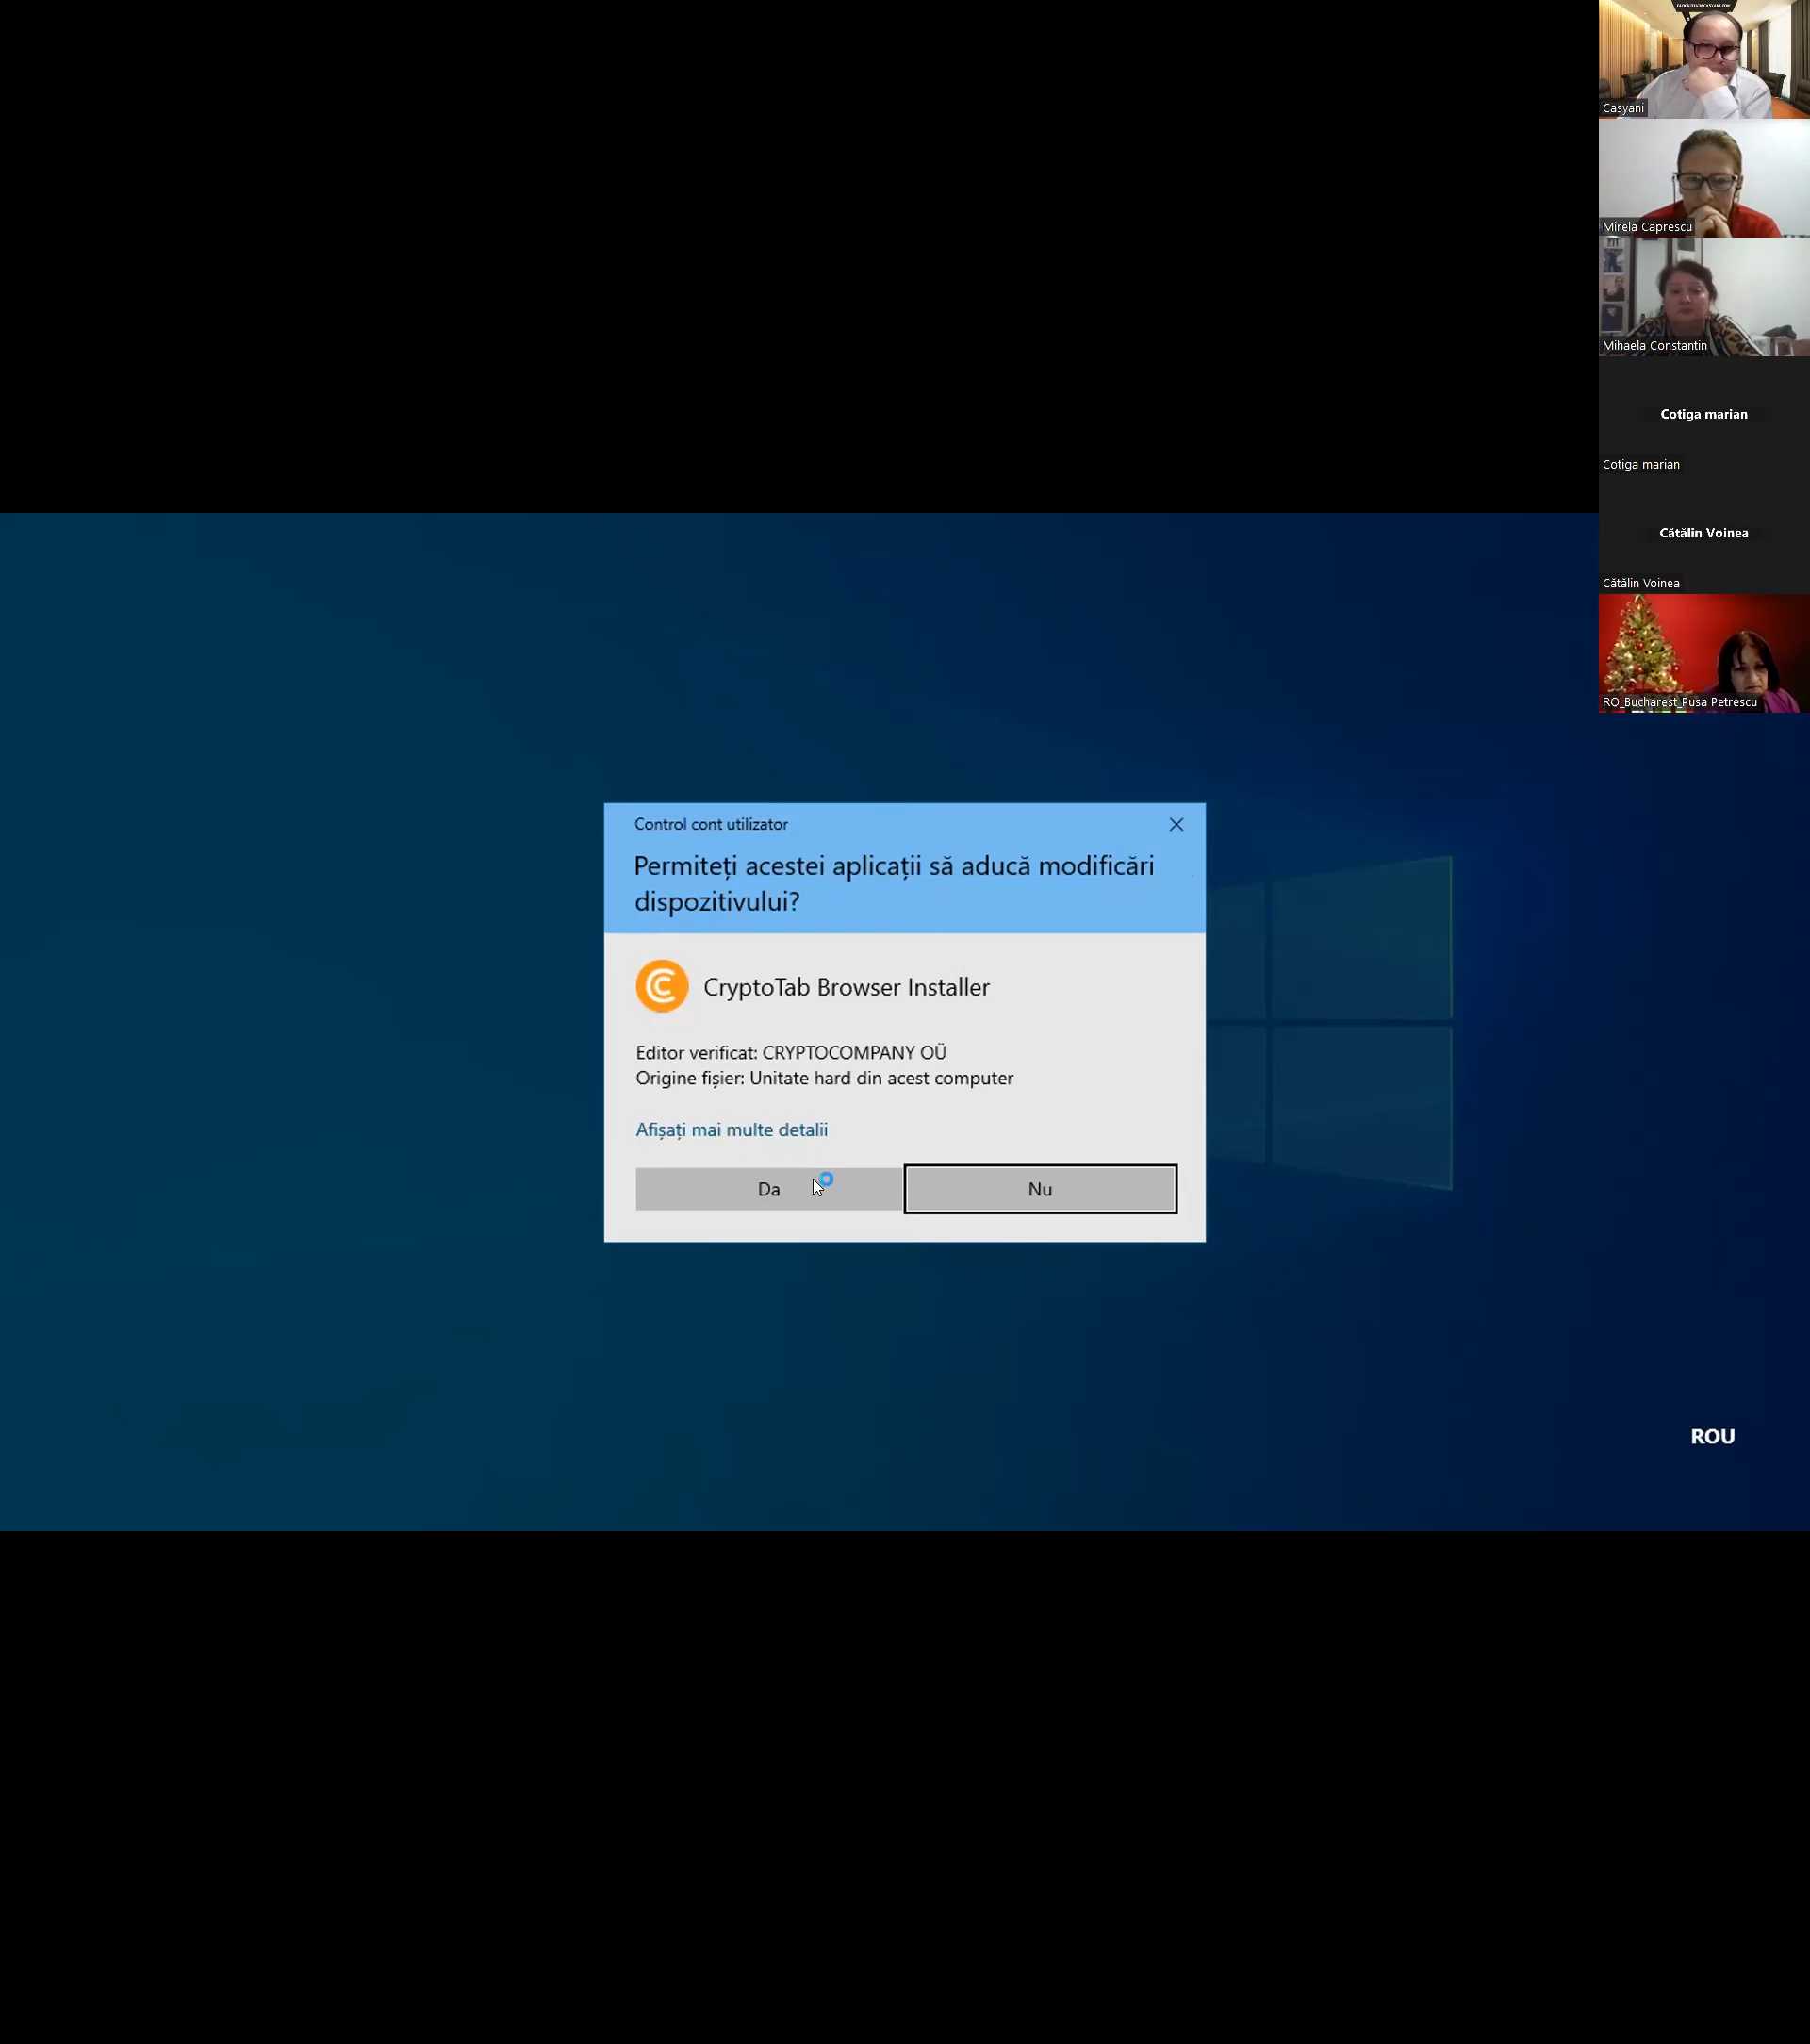 Casyani
Mirela Caprescu
Mihaela Constantin
Cotiga marian
Cotiga marian
Cătălin Voinea
Cătălin Voinea
RO_Bucharest_Pusa Petrescu
Control cont utilizator
Permiteți acestei aplicații să aducă modificări
dispozitivului?
CryptoTab Browser Installer
Editor verificat: CRYPTOCOMPANY OÜ
Origine fișier: Unitate hard din acest computer
Afișați mai multe detalii
Da
Nu
ROU